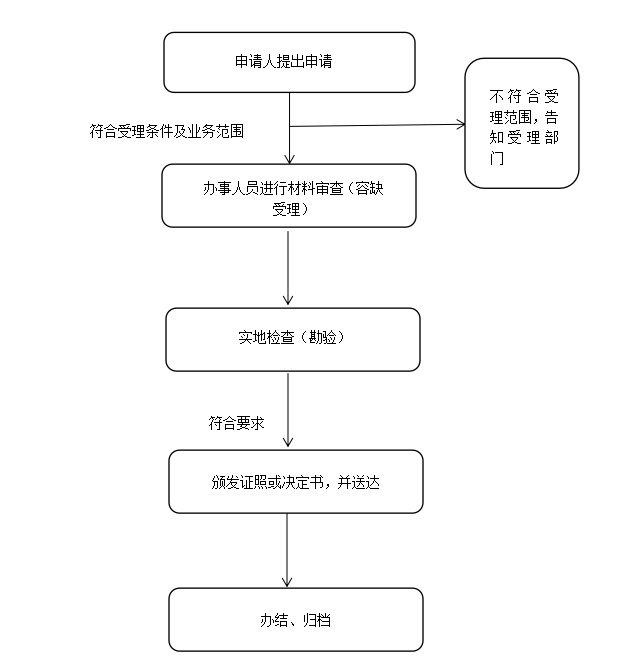 申请人提出申请
不符合受
理范围，告
知受理部
门
符合受理条件及业务范围
办事人员进行材料审查（容缺
受理）
实地检查（勘验）
符合要求
颁发证照或决定书，并送达
办结、归档